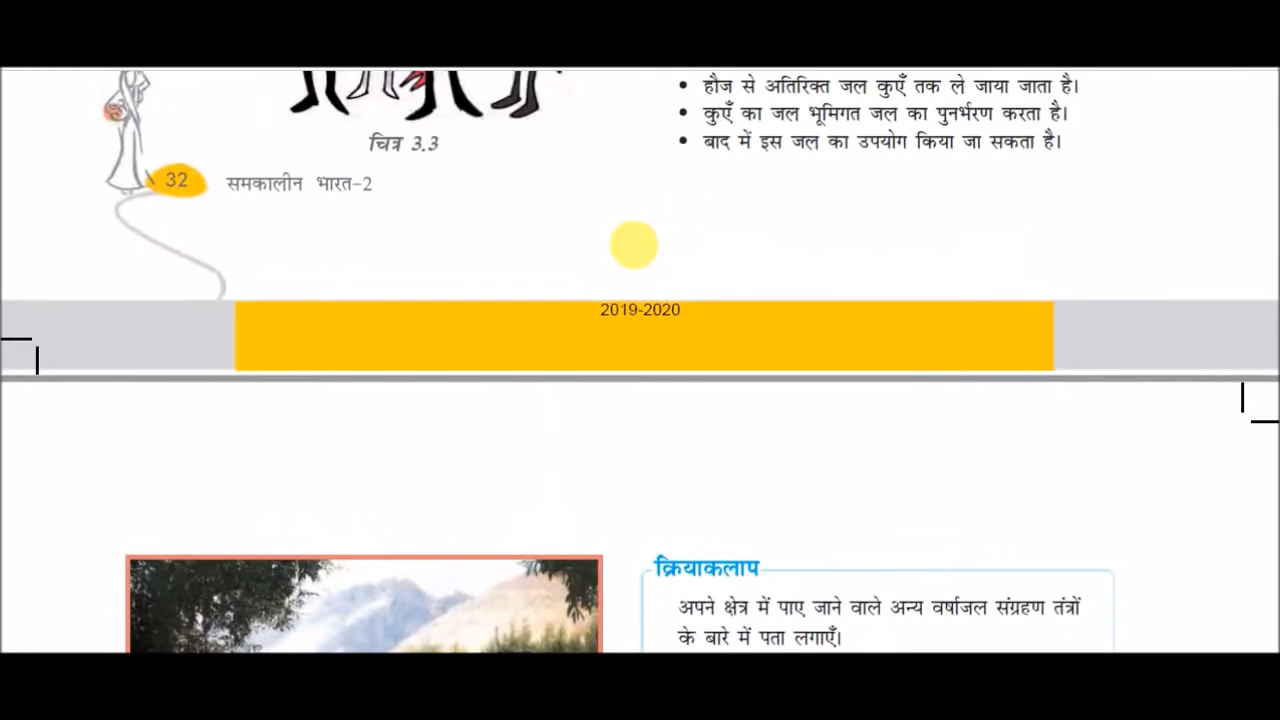 • हौज से अतिरिक्त जल कुएँ तक ले जाया जाता है।
• कुएँ का जल भूमिगत जल का पुनर्भरण करता है।
• बाद में इस जल का उपयोग किया जा सकता है।
चित्र 3.3
32 समकालीन भारत-2
2019-2020
क्रियाकलाप
अपने क्षेत्र में पाए जाने वाले अन्य वर्षाजल संग्रहण तंत्रों
के बारे में पता लगाएँ।